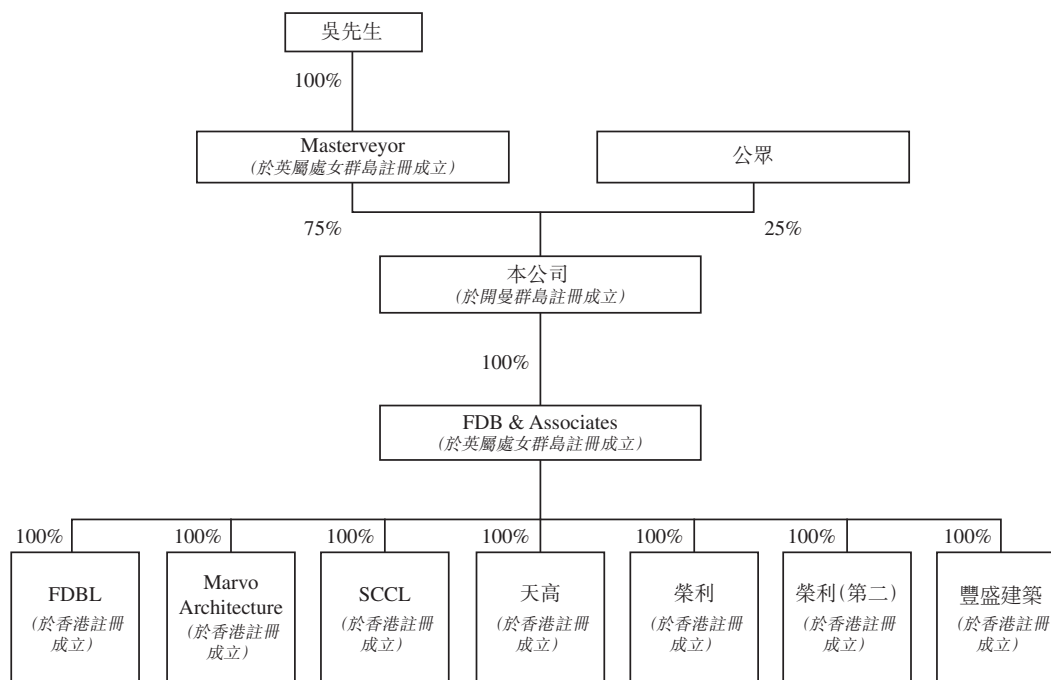 吳先生
100%
Masterveyor
(於英屬處女群島註冊成立)
公眾
75%
25%
本公司
(於開曼群島註冊成立)
100%
FDB & Associates
(於英屬處女群島註冊成立)
100%
100%
100%
100%
100%
100%
100%
FDBL
(於香港註冊
成立)
Marvo
Architecture
(於香港註冊
成立)
SCCL
(於香港註冊
成立)
天高
(於香港註冊
成立)
榮利
(於香港註冊
成立)
榮利(第二)
(於香港註冊
成立)
豐盛建築
(於香港註冊
成立)